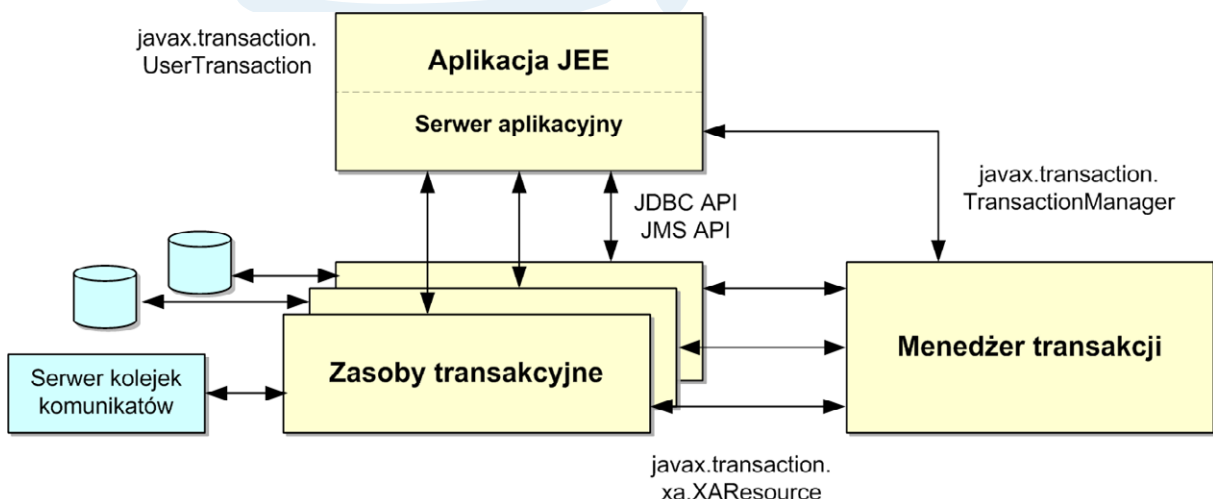 javax.transaction.
UserTransaction
Aplikacja JEE
Serwer aplikacyjny
javax.transaction.
TransactionManager
JDBC API
JMS API
Zasoby transakcyjne
Menedżer transakcji
Serwer kolejek
komunikatów
javax.transaction.
xa.XAResource